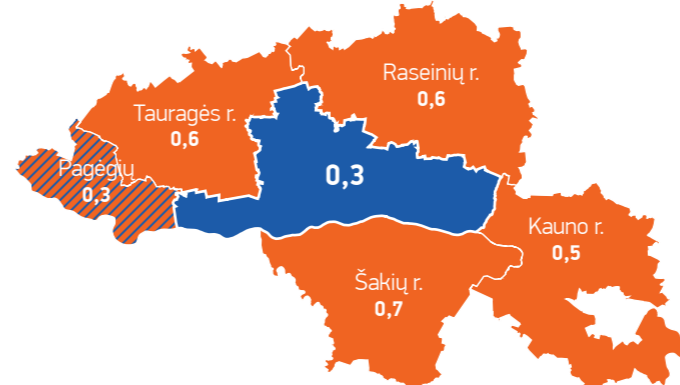 Raseinių r.
0,6
Tauragės r.
0,6
Pagėgių
0,3
0,3
Kauno r.
0,5
Šakių r.
0,7